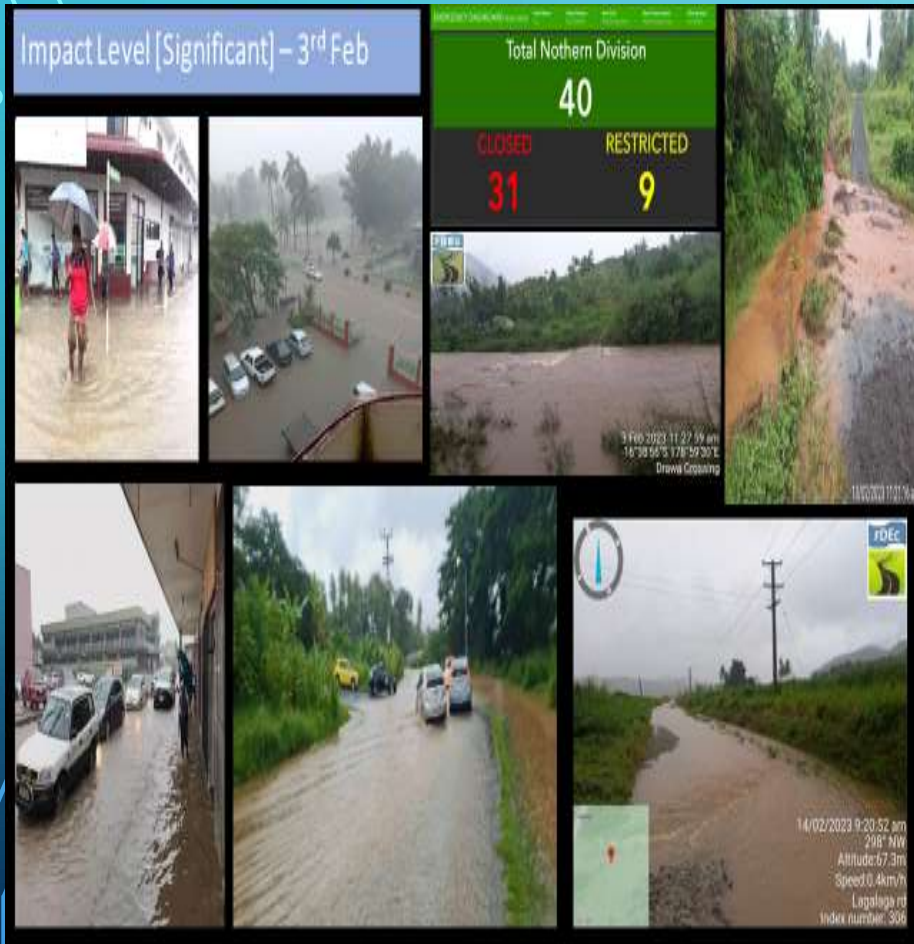 Impact Level [Significant] – 3rd Feb
Total Nothern Division
40
CLOSED
RESTRICTED
31
9
3 Feb 2023 11:27:59 am
Drawa Crossing
FDEC
14/02/2023 9:20:52 am
298° NW
Altitude:67.3m
Speed:0.4km/h
Lagalaga rd
Index number: 306